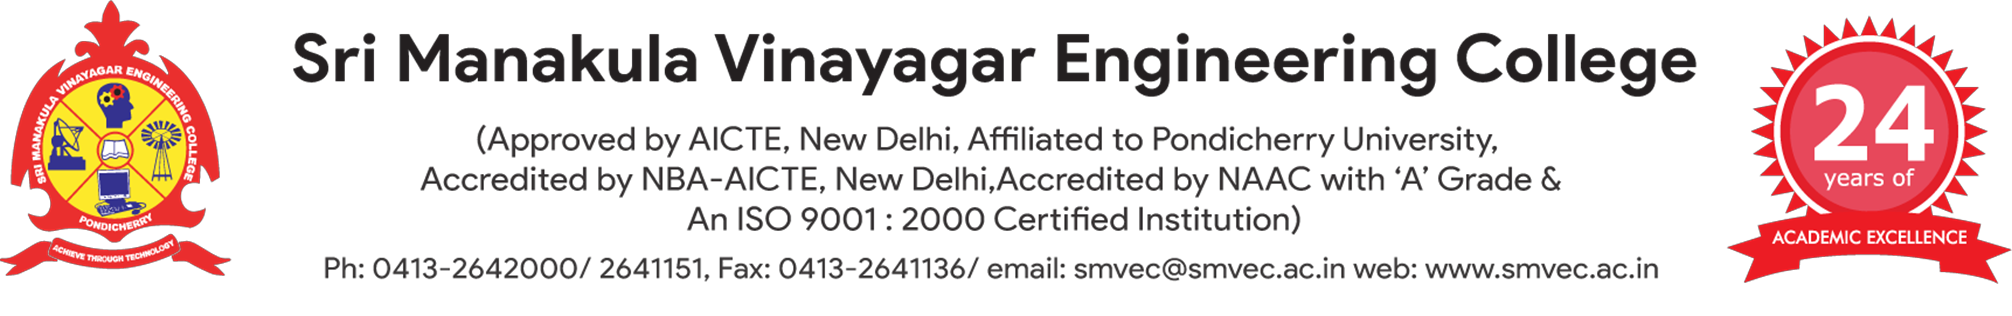 SRI MANAKULA VINAYAGAR ENGINEERING COLLEGE
PONDICHERRY
ACHIEVE THROUGH TECHNOLOGY
Sri Manakula Vinayagar Engineering College
(Approved by AICTE, New Delhi, Affiliated to Pondicherry University,
Accredited by NBA-AICTE, New Delhi,Accredited by NAAC with ‘A’ Grade &
An ISO 9001 : 2000 Certified Institution)
Ph: 0413-2642000/ 2641151, Fax: 0413-2641136/ email: smvec@smvec.ac.in web: www.smvec.ac.in
24
years of
ACADEMIC EXCELLENCE